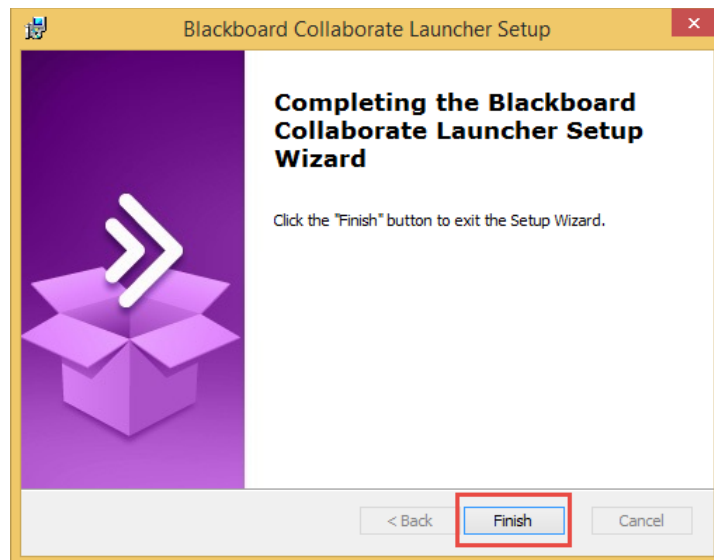 Blackboard Collaborate Launcher Setup
Completing the Blackboard
Collaborate Launcher Setup
Wizard
Click the "Finish" button to exit the Setup Wizard.
< Back Finish Cancel